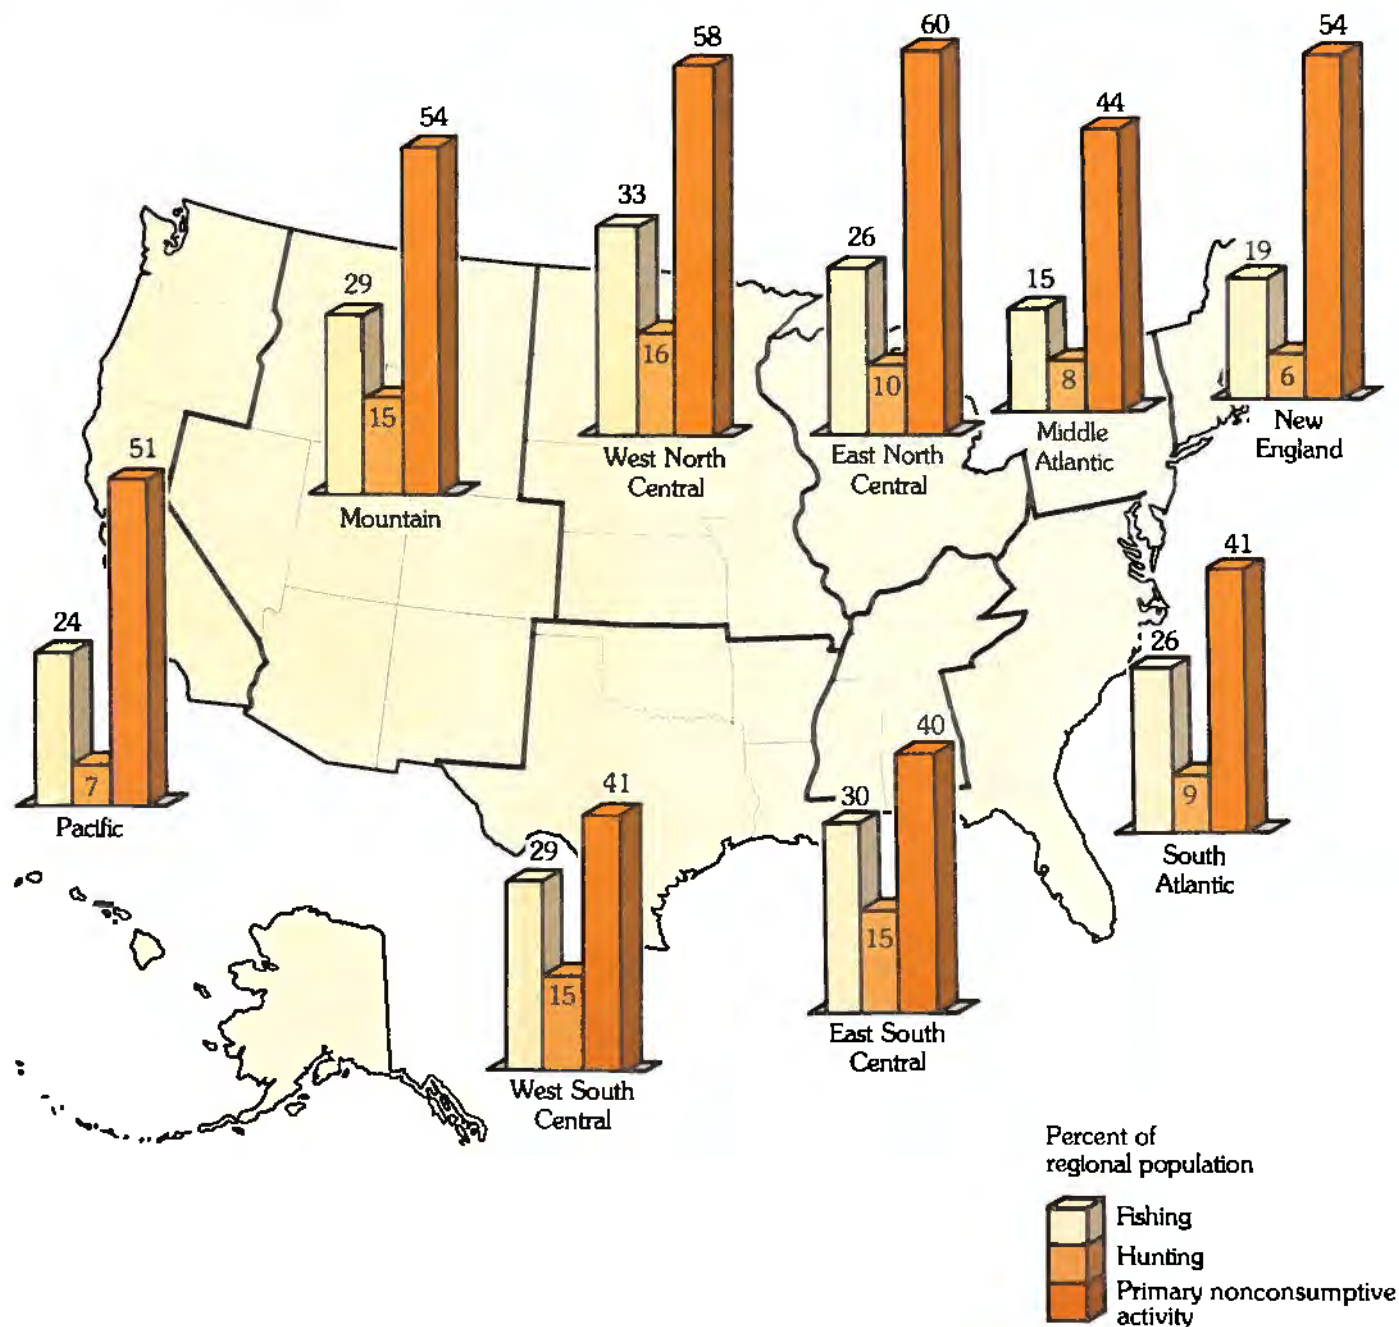 58
60
54
54
44
33
29
26
15
19
16
15
10
8
6
West North
Central
East North
Central
Middle
Atlantic
New
England
Mountain
51
24
7
Pacific
41
26
9
South
Atlantic
40
30
15
East South
Central
41
29
15
West South
Central
Percent of
regional population
Fishing
Hunting
Primary nonconsumptive
activity